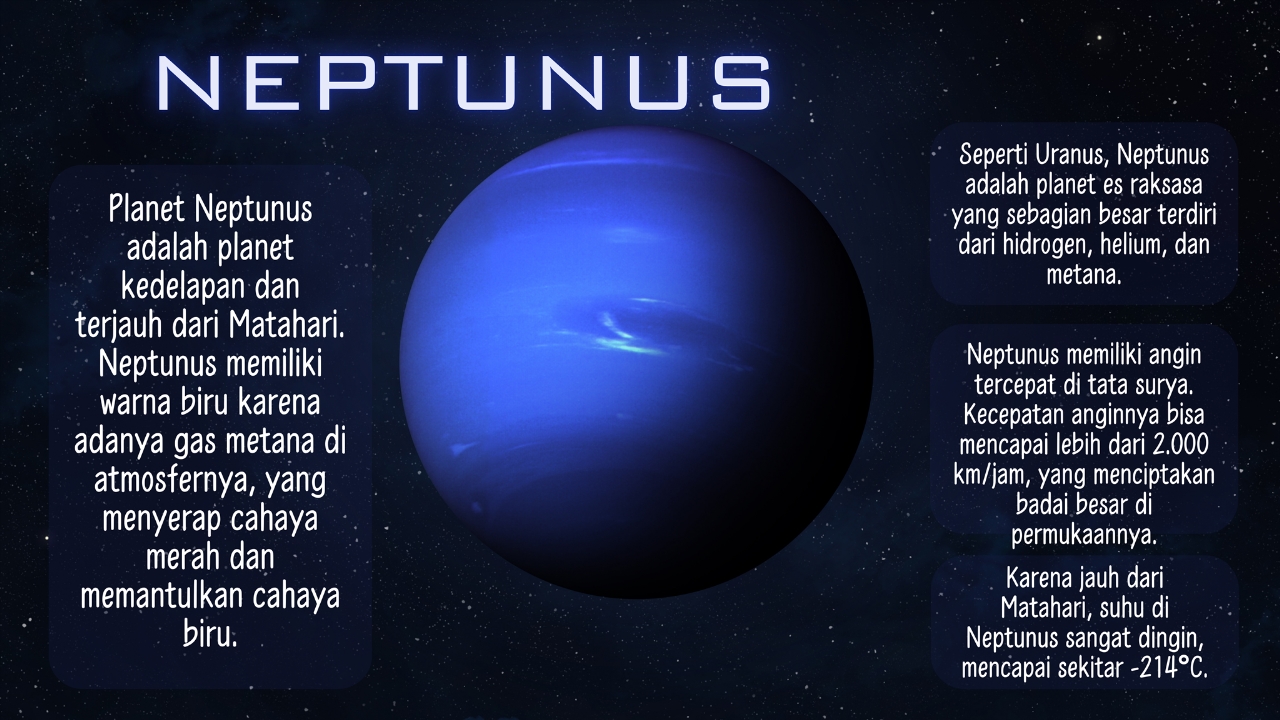 NEPTUNUS
Planet Neptunus
adalah planet
kedelapan dan
terjauh dari Matahari.
Neptunus memiliki
warna biru karena
adanya gas metana di
atmosfernya, yang
menyerap cahaya
merah dan
memantulkan cahaya
biru.
Seperti Uranus, Neptunus
adalah planet es raksasa
yang sebagian besar terdiri
dari hidrogen, helium, dan
metana.
Neptunus memiliki angin
tercepat di tata surya.
Kecepatan anginnya bisa
mencapai lebih dari 2.000
km/jam, yang menciptakan
badai besar di
permukaannya.
Karena jauh dari
Matahari, suhu di
Neptunus sangat dingin,
mencapai sekitar -214°C.